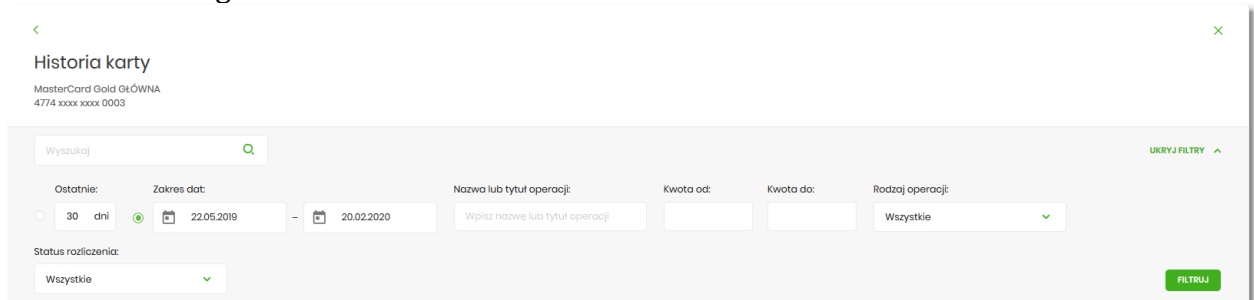 Historia karty
MasterCard Gold GŁÓWNA
4774 xxxx xxxx 0003
Wyszukaj
UKRYJ FILTRY
Ostatnie: Zakres dat: Nazwa lub tytuł operacji: Kwota od: Kwota do: Rodzaj operacji:
30 dni 22.05.2019 – 20.02.2020 Wpisz nazwę lub tytuł operacji Wszystkie
Status rozliczenia:
Wszystkie
FILTRUJ